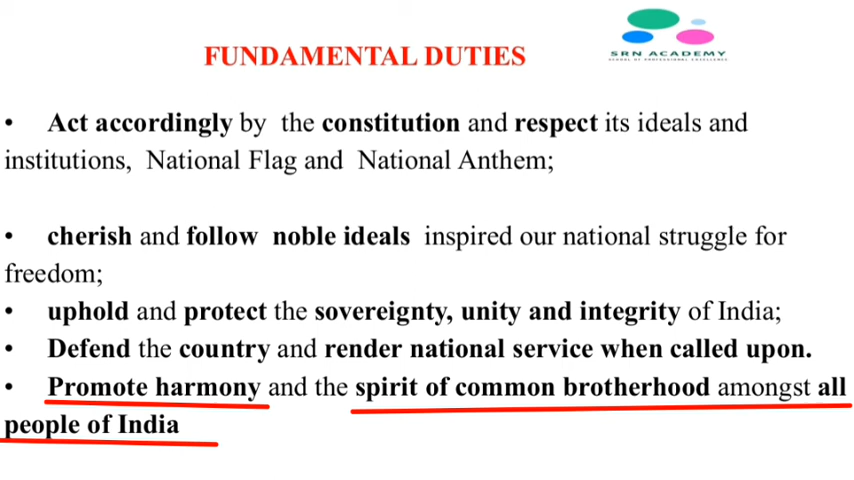 SRN ACADEMY
SCHOOL OF PROFESSIONAL EXCELLENCE
FUNDAMENTAL DUTIES
• Act accordingly by the constitution and respect its ideals and
institutions, National Flag and National Anthem;
• cherish and follow noble ideals inspired our national struggle for
freedom;
• uphold and protect the sovereignty, unity and integrity of India;
• Defend the country and render national service when called upon.
• Promote harmony and the spirit of common brotherhood amongst all
people of India